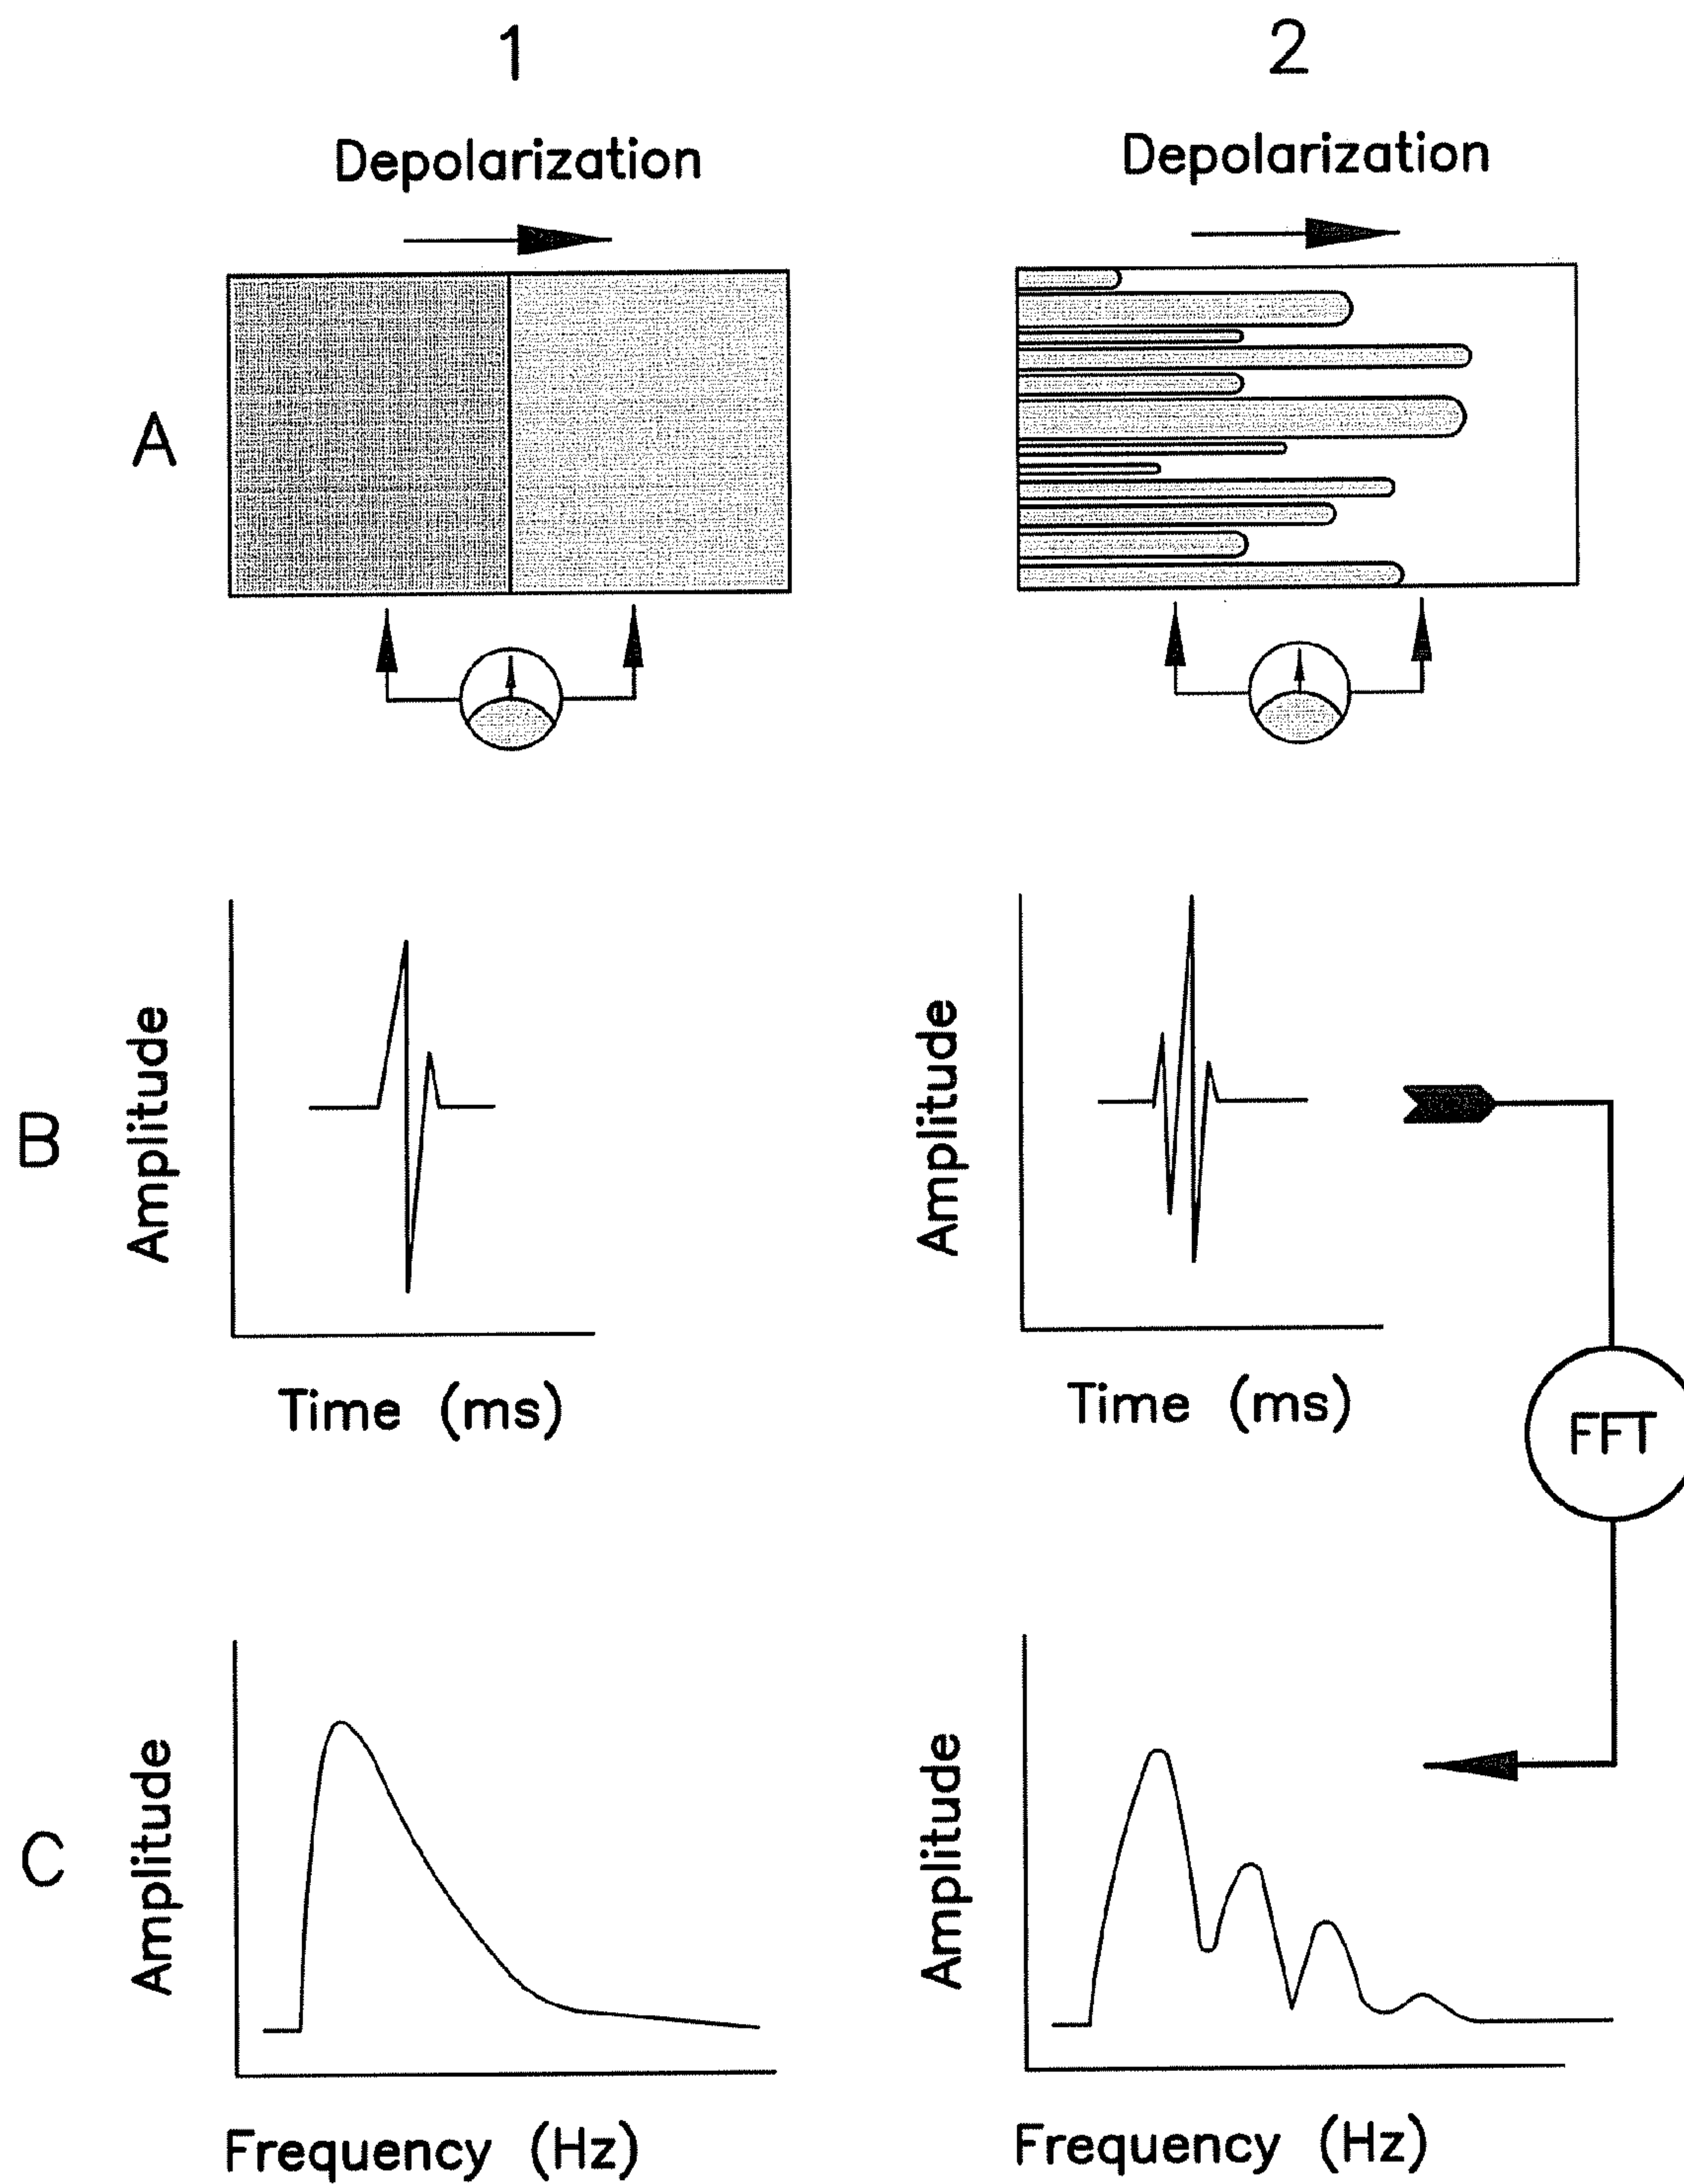 1
2
Depolarization
Depolarization
A
B
Amplitude
Time (ms)
Amplitude
Time (ms)
FFT
C
Amplitude
Frequency (Hz)
Amplitude
Frequency (Hz)